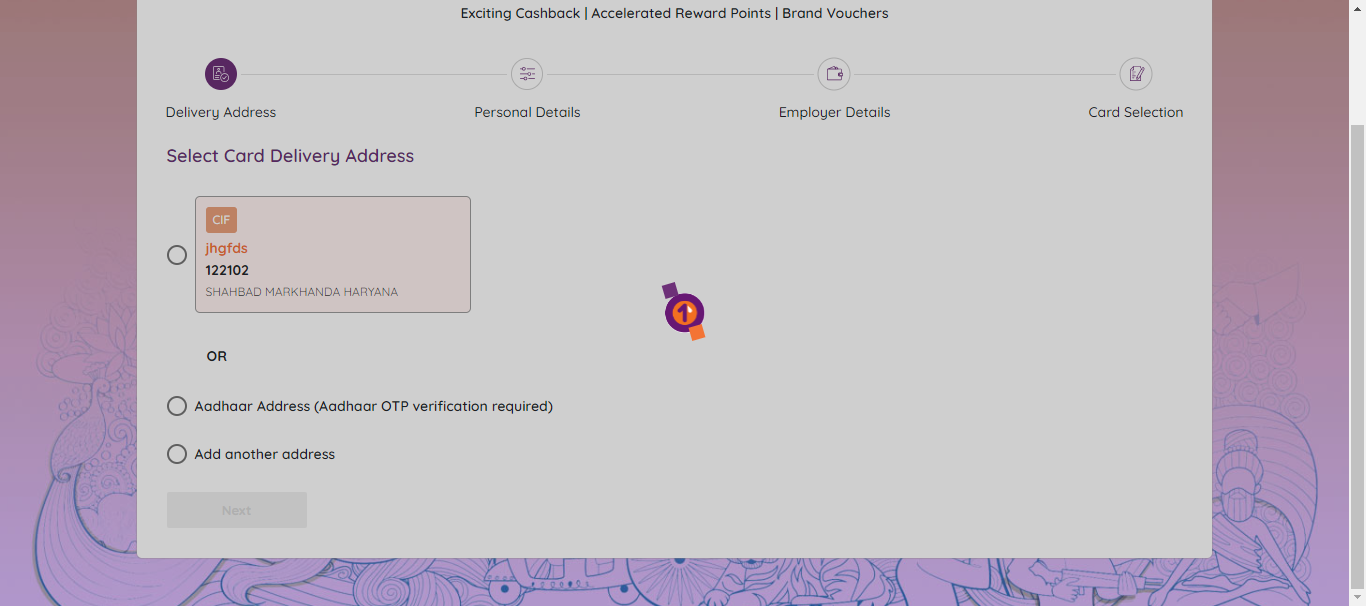 Exciting Cashback | Accelerated Reward Points | Brand Vouchers
Delivery Address
Personal Details
Employer Details
Card Selection
Select Card Delivery Address
CIF
jhgfds
122102
SHAHBAD MARKHANDA HARYANA
OR
Aadhaar Address (Aadhaar OTP verification required)
Add another address
Next